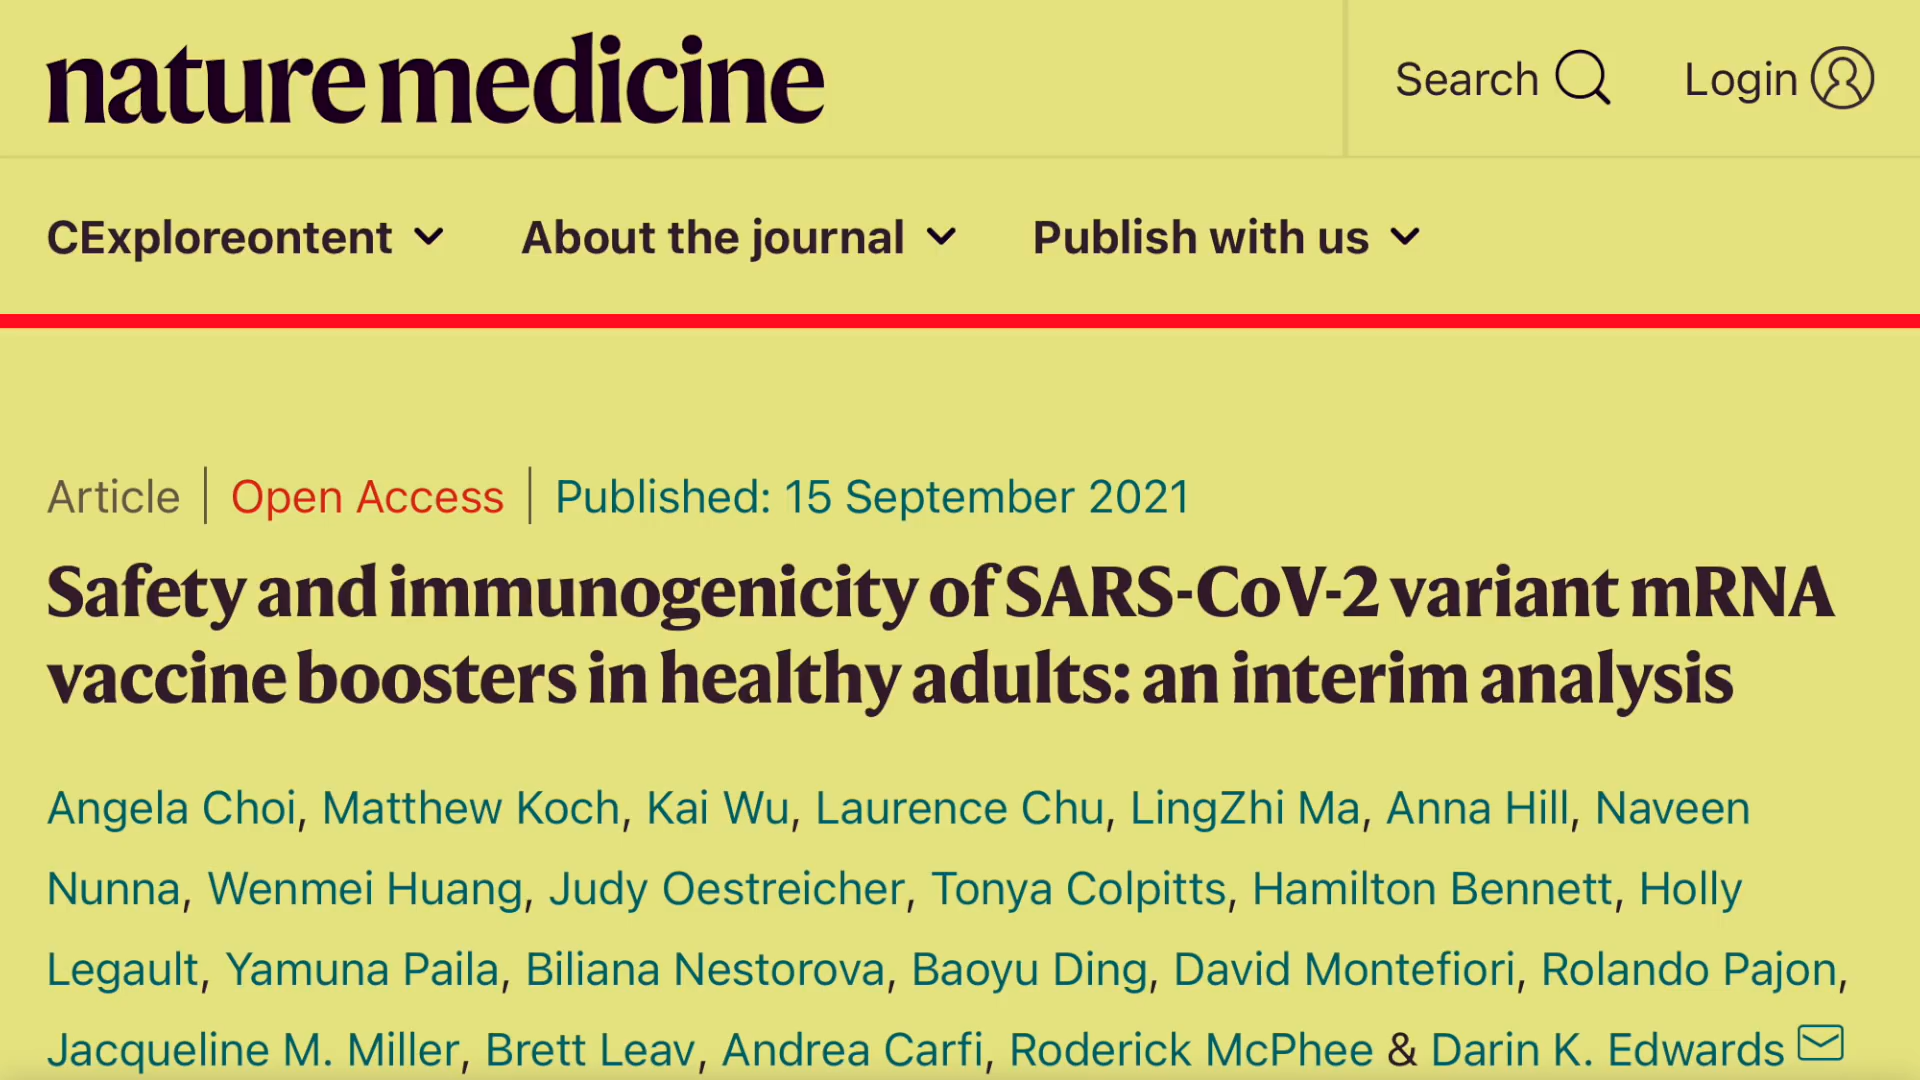 nature medicine
Search
Login
CExploreontent
About the journal
Publish with us
Article | Open Access | Published: 15 September 2021
Safety and immunogenicity of SARS-CoV-2 variant mRNA
vaccine boosters in healthy adults: an interim analysis
Angela Choi, Matthew Koch, Kai Wu, Laurence Chu, LingZhi Ma, Anna Hill, Naveen
Nunna, Wenmei Huang, Judy Oestreicher, Tonya Colpitts, Hamilton Bennett, Holly
Legault, Yamuna Paila, Biliana Nestorova, Baoyu Ding, David Montefiori, Rolando Pajon,
Jacqueline M. Miller, Brett Leav, Andrea Carfi, Roderick McPhee & Darin K. Edwards